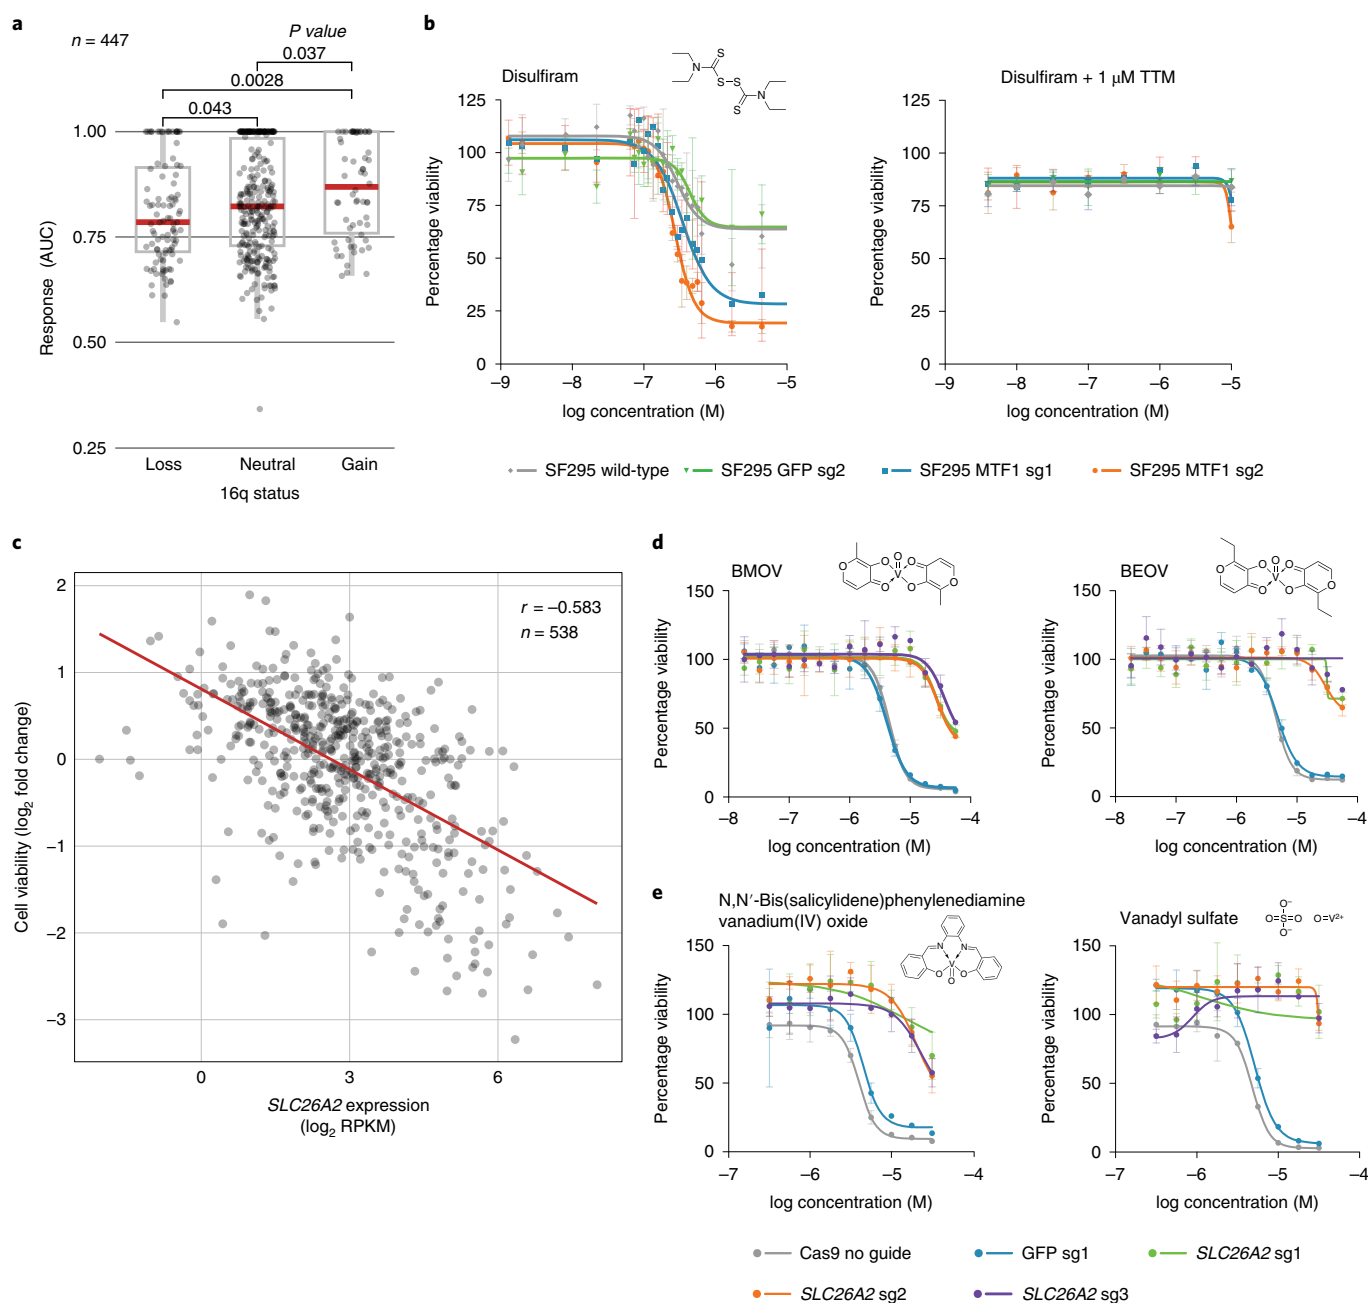 a
n = 447
P value
0.037
0.0028
0.043
1.00
0.75
0.50
0.25
Response (AUC)
Loss
Neutral
Gain
16q status
b
Disulfiram
N
S
S
S
S
N
125
100
75
50
25
0
Percentage viability
–9
–8
–7
–6
–5
log concentration (M)
Disulfiram + 1 μM TTM
125
100
75
50
25
0
Percentage viability
–9
–8
–7
–6
–5
log concentration (M)
SF295 wild-type
SF295 GFP sg2
SF295 MTF1 sg1
SF295 MTF1 sg2
c
r = –0.583
n = 538
2
1
0
–1
–2
–3
Cell viability (log2 fold change)
0
3
6
SLC26A2 expression
(log2 RPKM)
d
BMOV
O
O
O
O
V
O
O
O
150
100
50
0
Percentage viability
–8
–7
–6
–5
–4
log concentration (M)
BEOV
O
O
O
O
V
O
O
O
150
100
50
0
Percentage viability
–8
–7
–6
–5
–4
log concentration (M)
e
N,N′-Bis(salicylidene)phenylenediamine
vanadium(IV) oxide
N
N
O
V
O
O
150
100
50
0
Percentage viability
–7
–6
–5
–4
log concentration (M)
Vanadyl sulfate
O–
O=S=O
O–
O=V2+
150
100
50
0
Percentage viability
–7
–6
–5
–4
log concentration (M)
Cas9 no guide
GFP sg1
SLC26A2 sg1
SLC26A2 sg2
SLC26A2 sg3